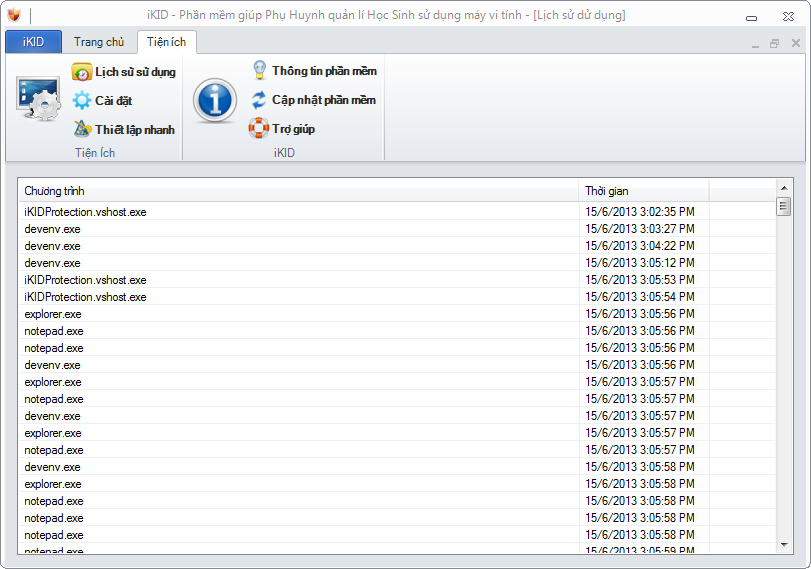 iKID - Phần mềm giúp Phụ Huynh quản lí Học Sinh sử dụng máy vi tính - [Lịch sử dử dụng]
iKID Trang chủ Tiện ích
Lịch sử sử dụng
Cài đặt
Thiết lập nhanh
Tiện ích
Thông tin phần mềm
Cập nhật phần mềm
Trợ giúp
iKID
Chương trình Thời gian
iKIDProtection.vshost.exe 15/6/2013 3:02:35 PM
devenv.exe 15/6/2013 3:03:27 PM
devenv.exe 15/6/2013 3:04:22 PM
devenv.exe 15/6/2013 3:05:12 PM
iKIDProtection.vshost.exe 15/6/2013 3:05:53 PM
iKIDProtection.vshost.exe 15/6/2013 3:05:54 PM
explorer.exe 15/6/2013 3:05:56 PM
notepad.exe 15/6/2013 3:05:56 PM
notepad.exe 15/6/2013 3:05:56 PM
devenv.exe 15/6/2013 3:05:56 PM
explorer.exe 15/6/2013 3:05:57 PM
notepad.exe 15/6/2013 3:05:57 PM
devenv.exe 15/6/2013 3:05:57 PM
explorer.exe 15/6/2013 3:05:57 PM
notepad.exe 15/6/2013 3:05:57 PM
devenv.exe 15/6/2013 3:05:58 PM
explorer.exe 15/6/2013 3:05:58 PM
notepad.exe 15/6/2013 3:05:58 PM
notepad.exe 15/6/2013 3:05:58 PM
notepad.exe 15/6/2013 3:05:58 PM
notepad.exe 15/6/2013 3:05:59 PM